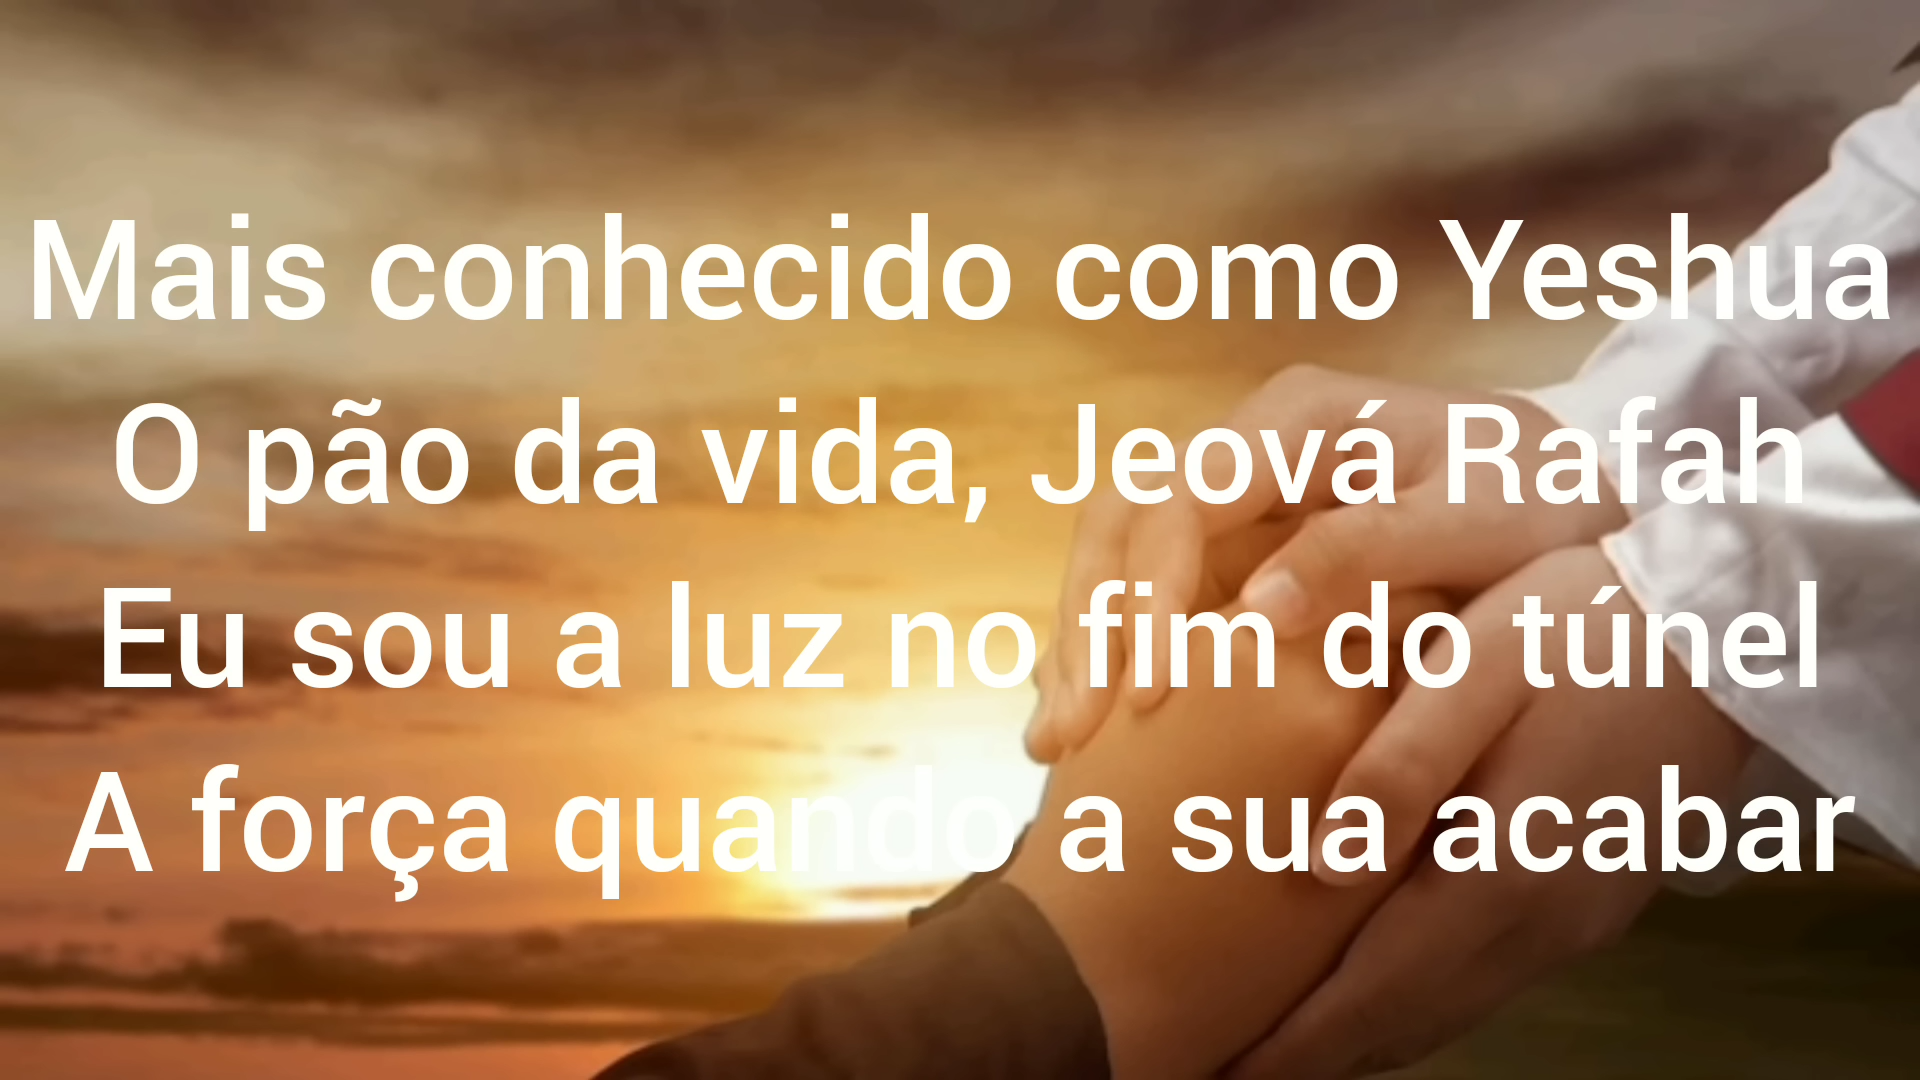 Mais conhecido como Yeshua
O pão da vida, Jeová Rafah
Eu sou a luz no fim do túnel
A força quando a sua acabar